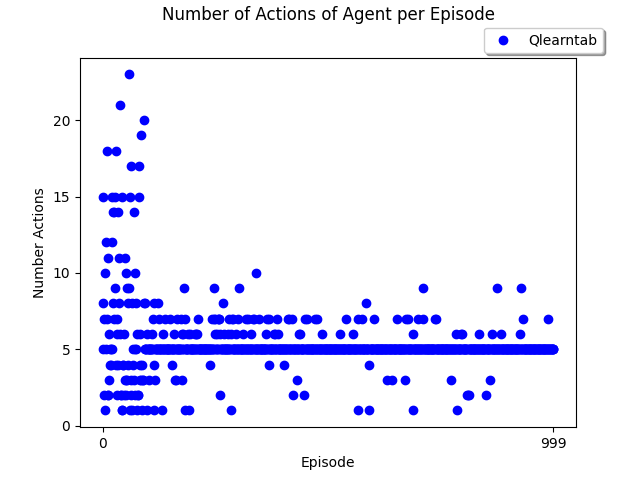 Number of Actions of Agent per Episode
Qlearntab
Number Actions
20
15
10
5
0
0
999
Episode